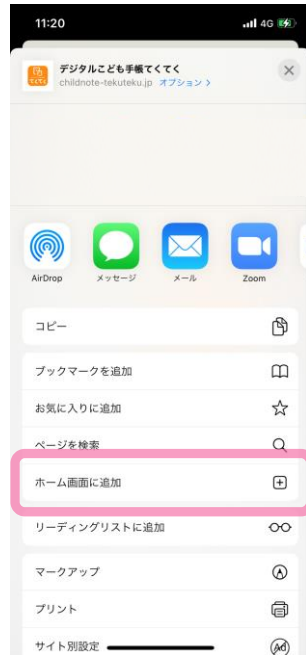 11:20
4G
デジタルこども手帳てくてく
childnote-tekuteku.jp オプション >
AirDrop
メッセージ
メール
Zoom
コピー
ブックマークを追加
お気に入りに追加
ページを検索
ホーム画面に追加
リーディングリストに追加
マークアップ
プリント
サイト別設定